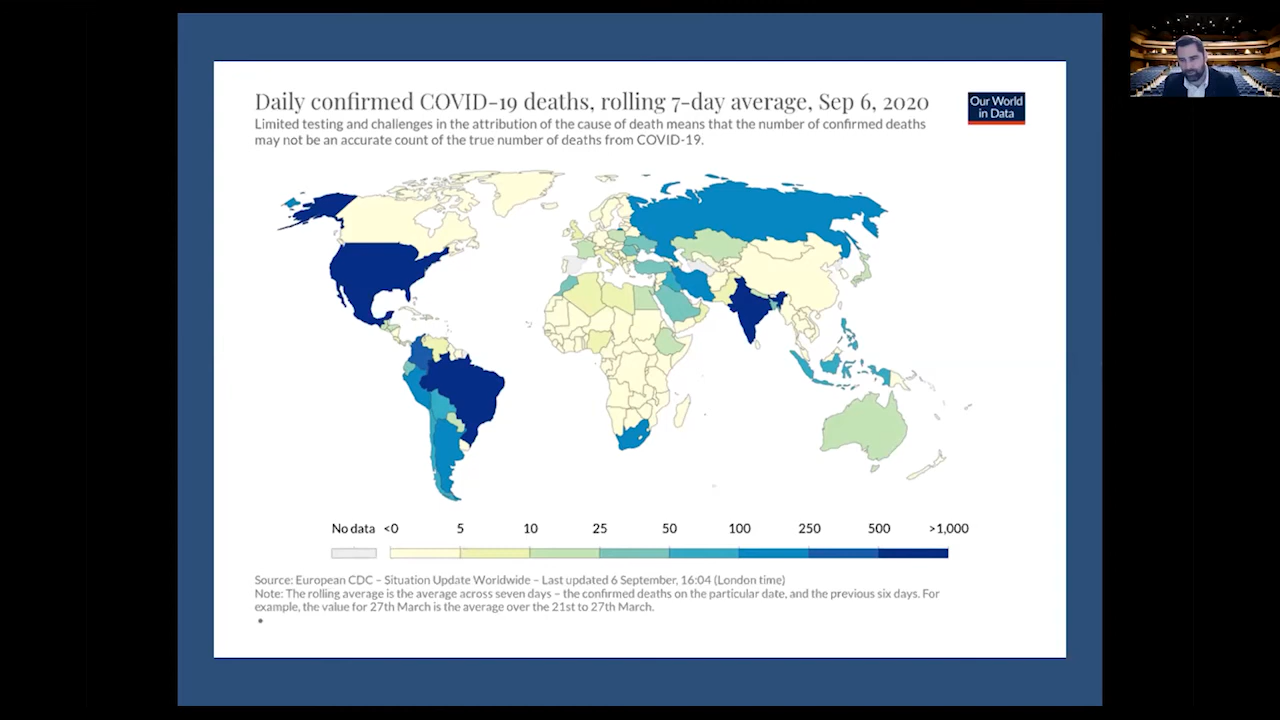 Daily confirmed COVID-19 deaths, rolling 7-day average, Sep 6, 2020
Our World
in Data
Limited testing and challenges in the attribution of the cause of death means that the number of confirmed deaths
may not be an accurate count of the true number of deaths from COVID-19.
No data <0 5 10 25 50 100 250 500 >1,000
Source: European CDC – Situation Update Worldwide – Last updated 6 September, 16:04 (London time)
Note: The rolling average is the average across seven days – the confirmed deaths on the particular date, and the previous six days. For
example, the value for 27th March is the average over the 21st to 27th March.